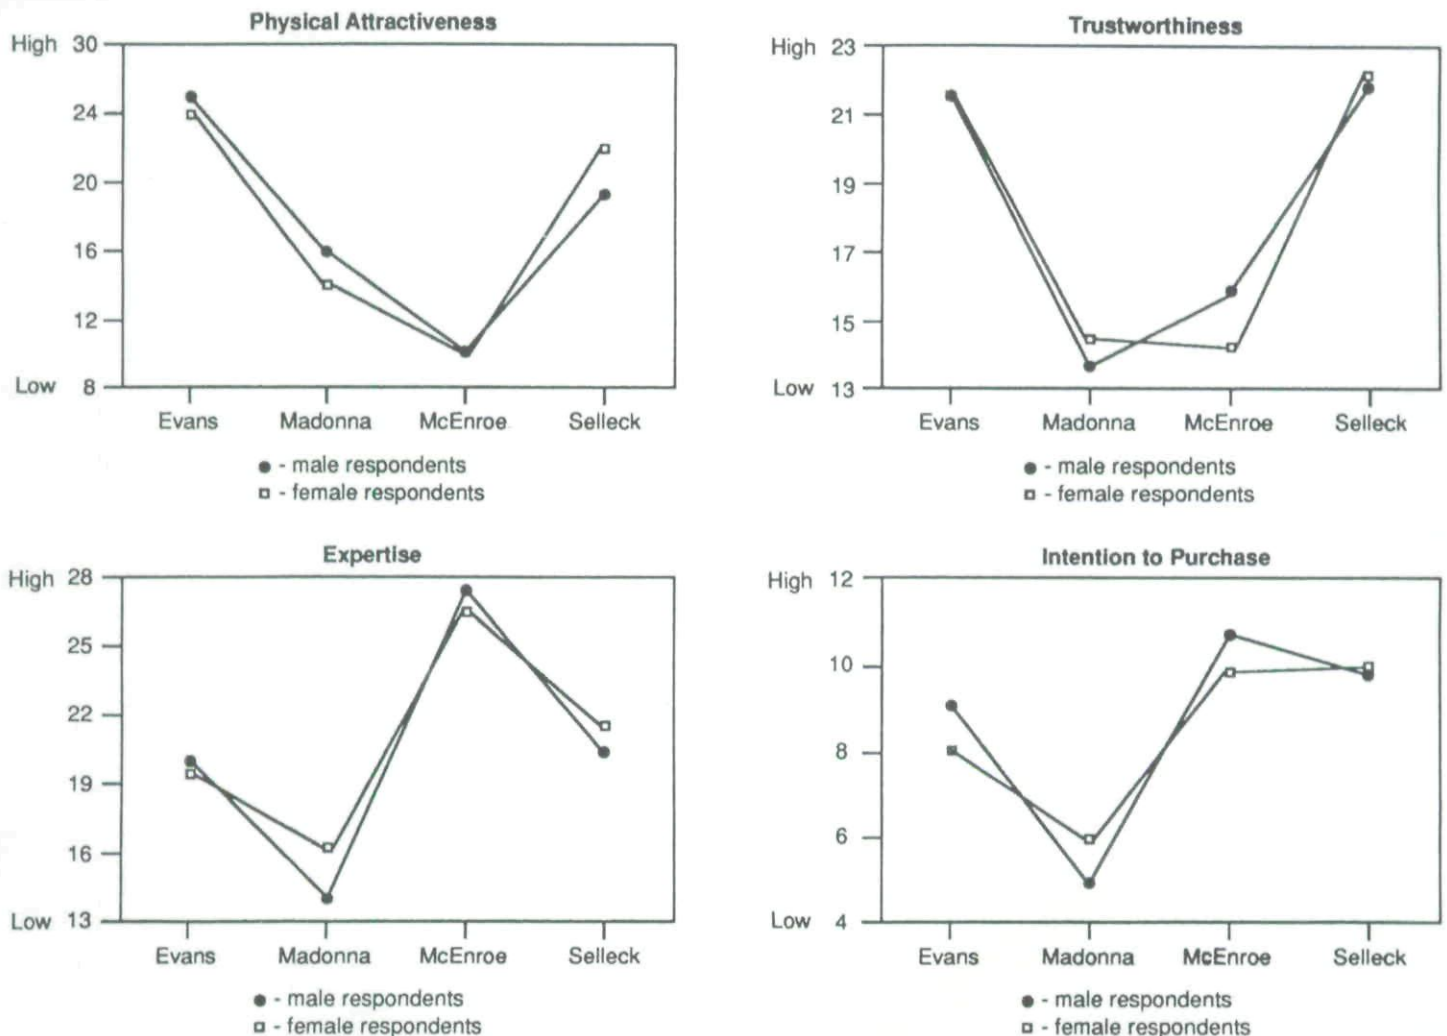 Physical Attractiveness
High 30
24
20
16
12
Low 8
Evans Madonna McEnroe Selleck
- male respondents
- female respondents
Trustworthiness
High 23
21
19
17
15
Low 13
Evans Madonna McEnroe Selleck
- male respondents
- female respondents
Expertise
High 28
25
22
19
16
Low 13
Evans Madonna McEnroe Selleck
- male respondents
- female respondents
Intention to Purchase
High 12
10
8
6
Low 4
Evans Madonna McEnroe Selleck
- male respondents
- female respondents